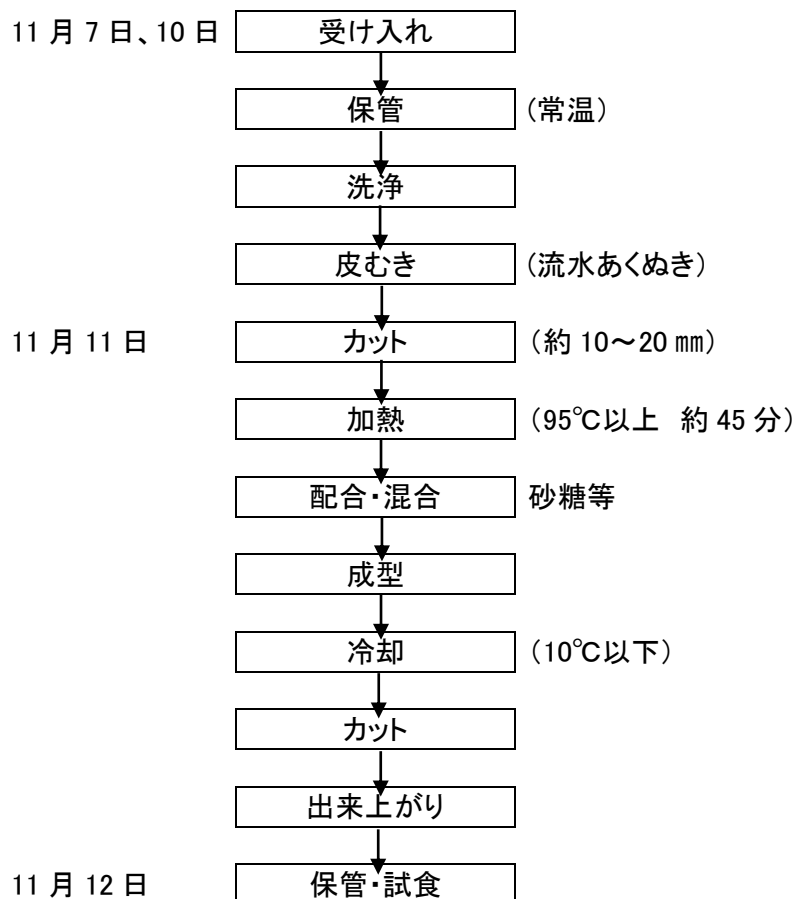 11 月 7 日、10 日 受け入れ
保管 (常温)
洗浄
皮むき (流水あくぬき)
11 月 11 日 カット (約 10～20 ㎜)
加熱 (95℃以上 約 45 分)
配合・混合 砂糖等
成型
冷却 (10℃以下)
カット
出来上がり
11 月 12 日 保管・試食